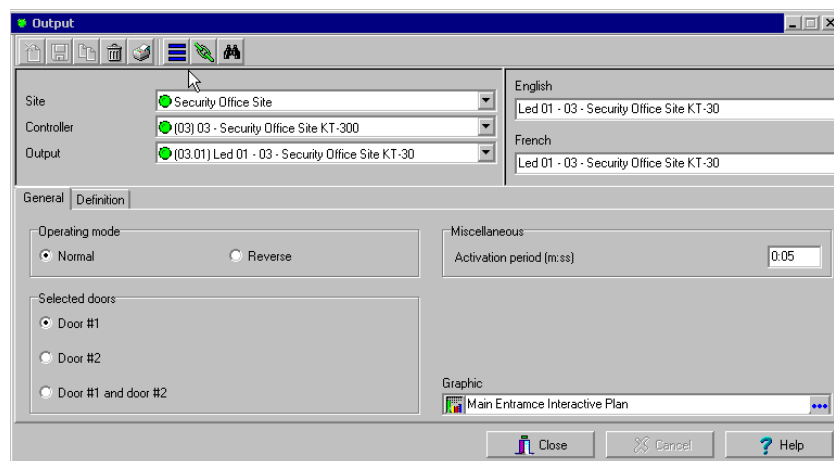 Output
Site
Security Office Site
Controller
(03) 03 - Security Office Site KT-300
Output
(03.01) Led 01 - 03 - Security Office Site KT-30
English
Led 01 - 03 - Security Office Site KT-30
French
Led 01 - 03 - Security Office Site KT-30
General
Definition
Operating mode
Normal
Reverse
Selected doors
Door #1
Door #2
Door #1 and door #2
Miscellaneous
Activation period (m:ss)
0:05
Graphic
Main Entramce Interactive Plan
Close
Cancel
Help